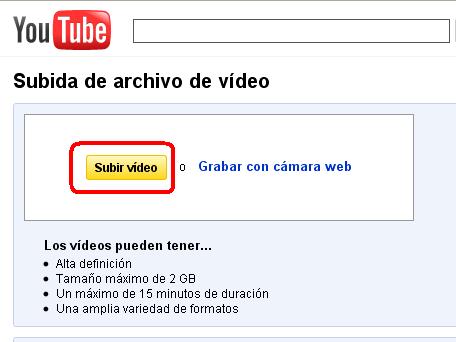 YouTube
Subida de archivo de vídeo
Subir vídeo o Grabar con cámara web
Los vídeos pueden tener...
Alta definición
Tamaño máximo de 2 GB
Un máximo de 15 minutos de duración
Una amplia variedad de formatos